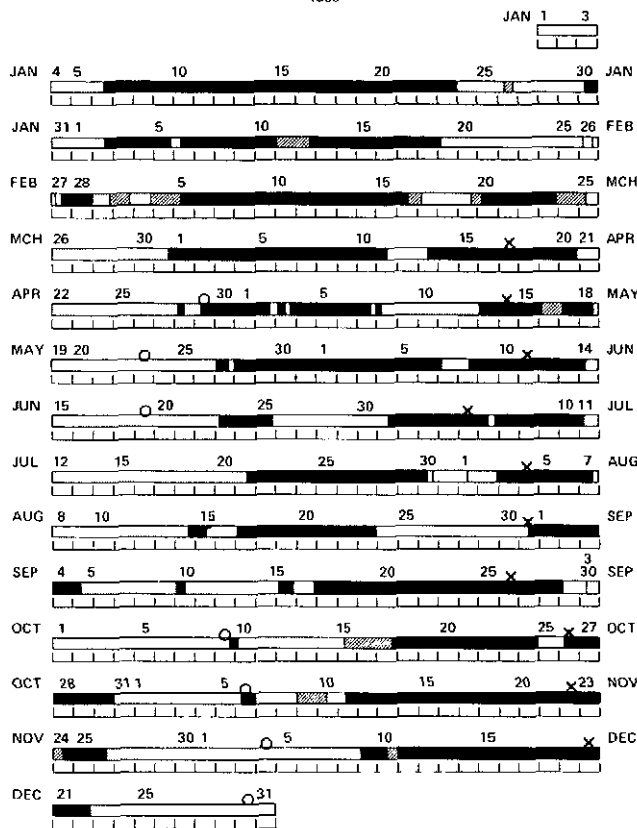 JAN 1 3
JAN 4 5 10 15 20 25 30 JAN
JAN 31 1 5 10 15 20 25 26 FEB
FEB 27 28 5 10 15 20 25 MCH
MCH 26 30 1 5 10 15 20 21 APR
APR 22 25 30 1 5 10 15 18 MAY
MAY 19 20 25 30 1 5 10 14 JUN
JUN 15 20 25 30 10 11 JUL
JUL 12 15 20 25 30 1 5 7 AUG
AUG 8 10 15 20 25 30 1 SEP
3
SEP 4 5 10 15 20 25 30 SEP
OCT 1 5 10 15 20 25 27 OCT
OCT 28 31 1 5 10 15 20 23 NOV
NOV 24 25 30 1 5 10 15 DEC
DEC 21 25 31